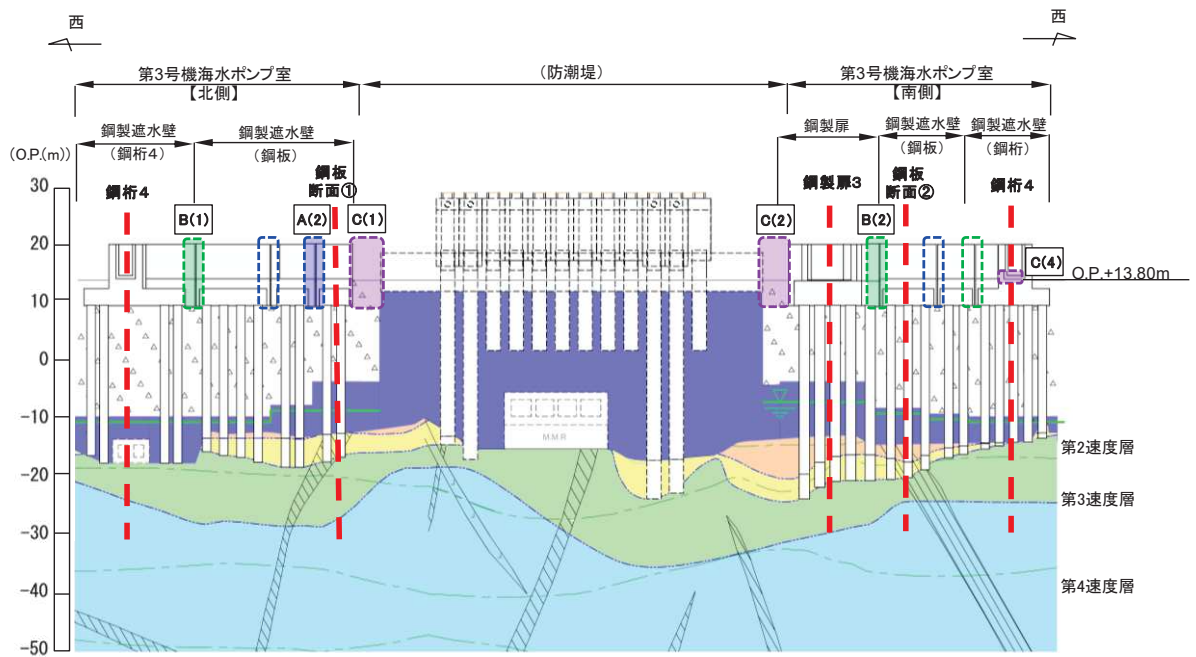 西
西
第3号機海水ポンプ室
【北側】
(防潮堤)
第3号機海水ポンプ室
【南側】
鋼製遮水壁
(鋼桁4)
鋼製遮水壁
(鋼板)
鋼製扉
鋼製遮水壁
(鋼板)
鋼製遮水壁
(鋼桁)
(O.P.(m))
鋼桁4
鋼板
断面①
鋼製扉3
鋼板
断面②
鋼桁4
B(1)
A(2)
C(1)
C(2)
B(2)
C(4)
O.P.+13.80m
30
20
10
0
-10
-20
-30
-40
-50
M.M.R
第2速度層
第3速度層
第4速度層